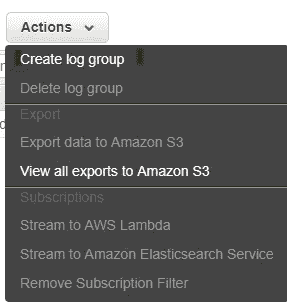 Actions
Create log group
Delete log group
Export
Export data to Amazon S3
View all exports to Amazon S3
Subscriptions
Stream to AWS Lambda
Stream to Amazon Elasticsearch Service
Remove Subscription Filter